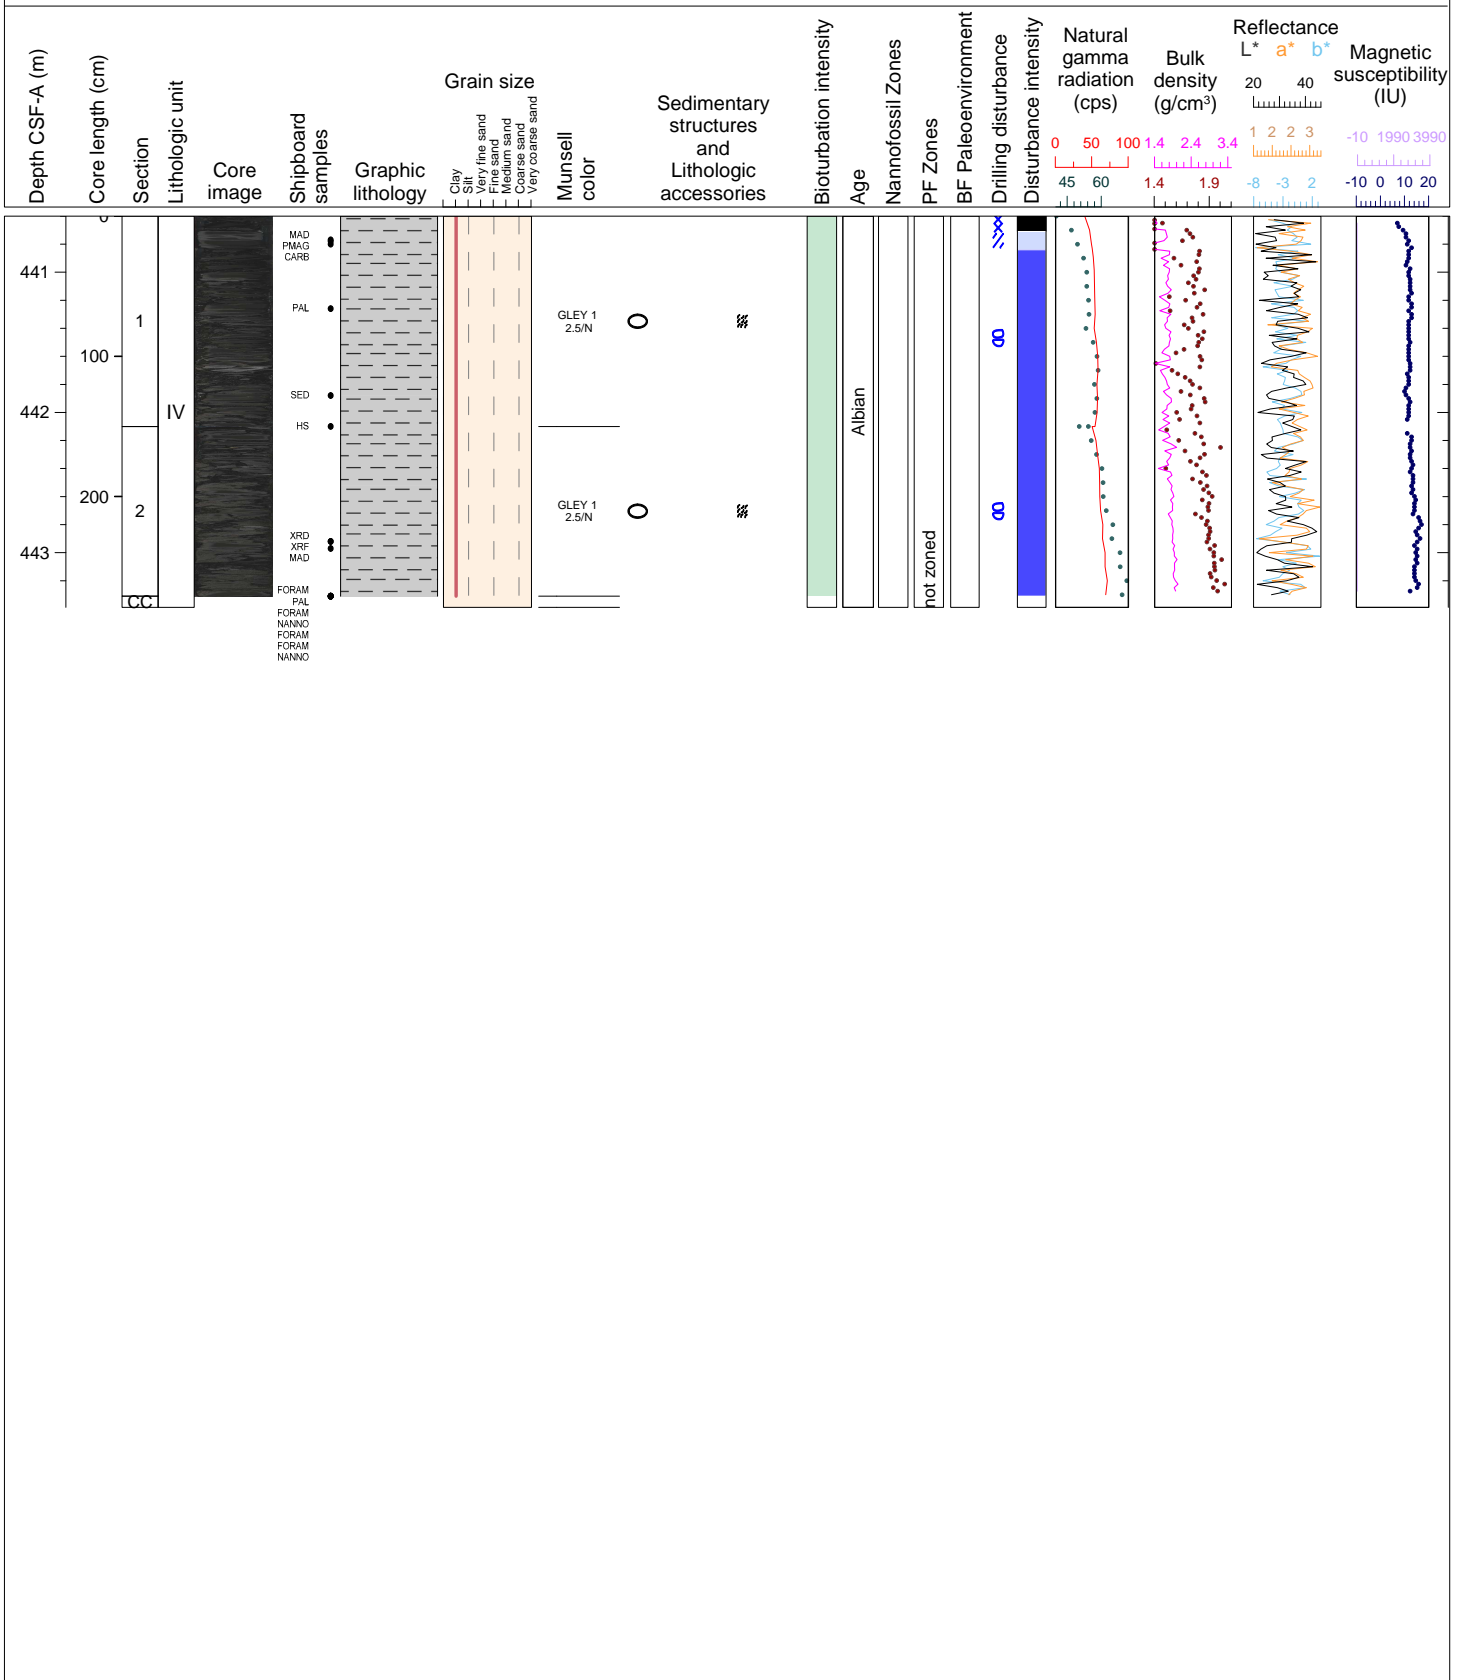 Depth CSF-A (m)
Core length (cm)
Section
Lithologic unit
Core
image
Shipboard
samples
Graphic
lithology
Grain size
Clay
Silt
Very fine sand
Fine sand
Medium sand
Coarse sand
Very coarse sand
Munsell
color
Sedimentary
structures
and
Lithologic
accessories
Bioturbation intensity
Age
Nannofossil Zones
PF Zones
BF Paleoenvironment
Drilling disturbance
Disturbance intensity
Natural
gamma
radiation
(cps)
0 50 100
45 60
Bulk
density
(g/cm³)
1.4 2.4 3.4
1.4 1.9
Reflectance
L* a* b*
20 40
1 2 2 3
-8 -3 2
Magnetic
susceptibility
(IU)
-10 1990 3990
-10 0 10 20
0
441
100
442
200
443
1
2
CC
IV
MAD
PMAG
CARB
PAL
SED
HS
XRD
XRF
MAD
FORAM
PAL
FORAM
NANNO
FORAM
FORAM
NANNO
GLEY 1
2.5/N
GLEY 1
2.5/N
Albian
not zoned